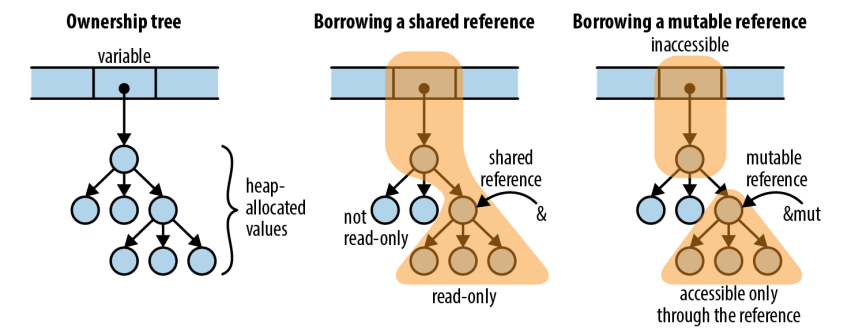 Ownership tree
variable
heap-
allocated
values
Borrowing a shared reference
shared
reference
&
not
read-only
read-only
Borrowing a mutable reference
inaccessible
mutable
reference
&mut
accessible only
through the reference